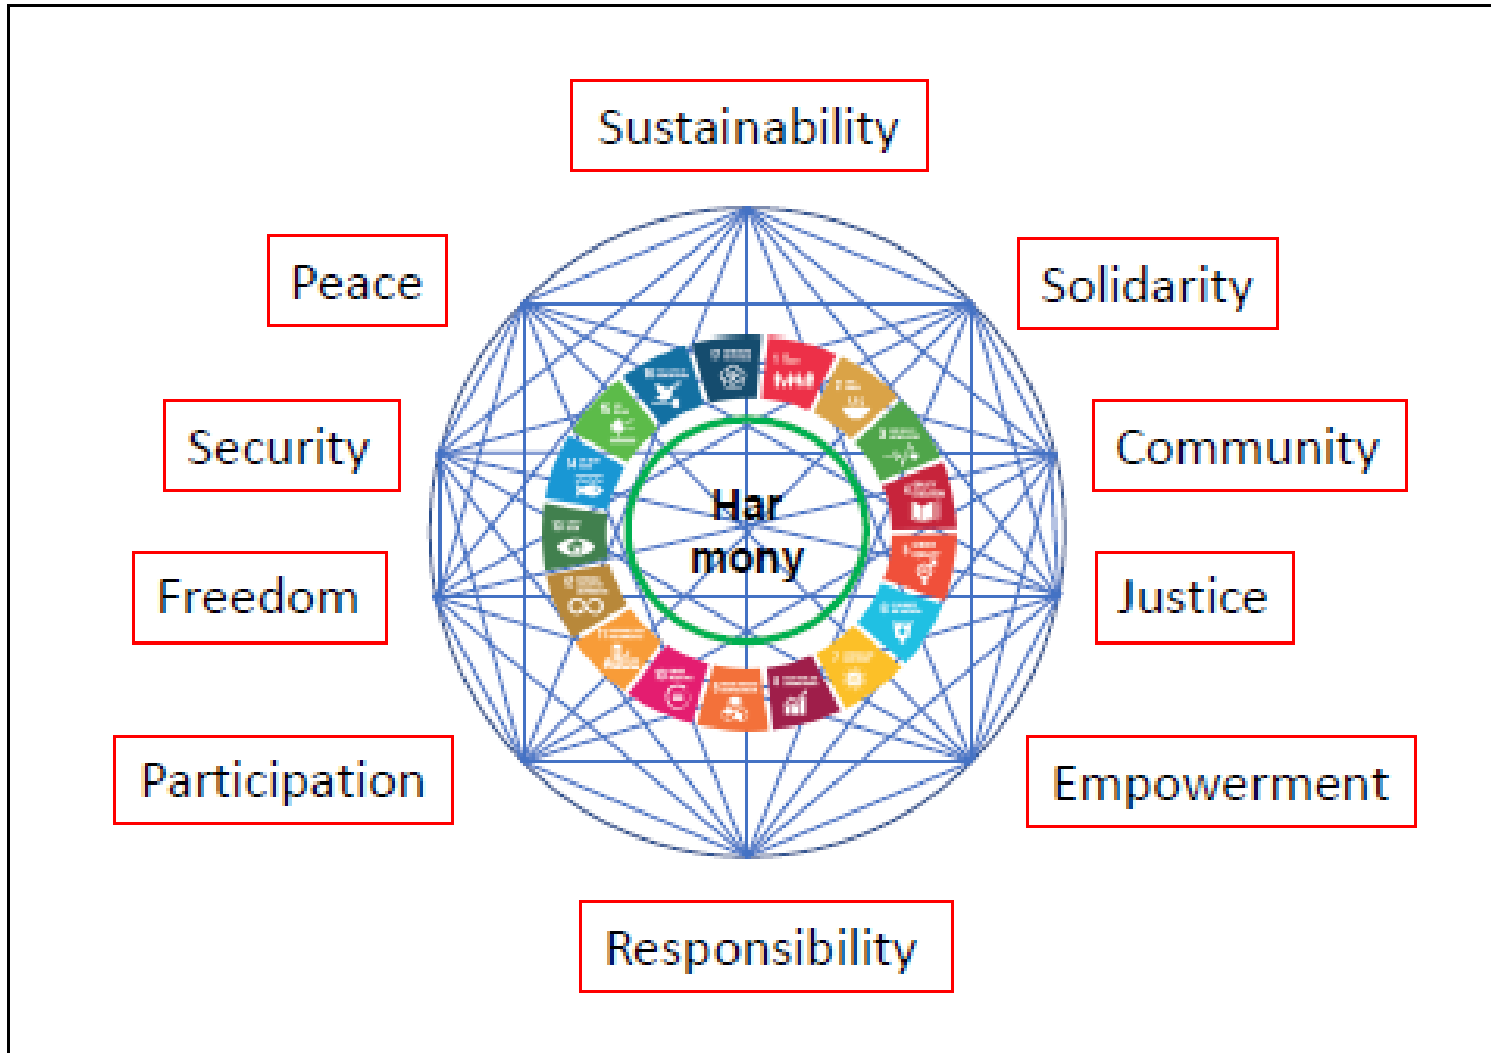 Sustainability
Peace
Solidarity
Security
Community
Har
mony
Freedom
Justice
Participation
Empowerment
Responsibility